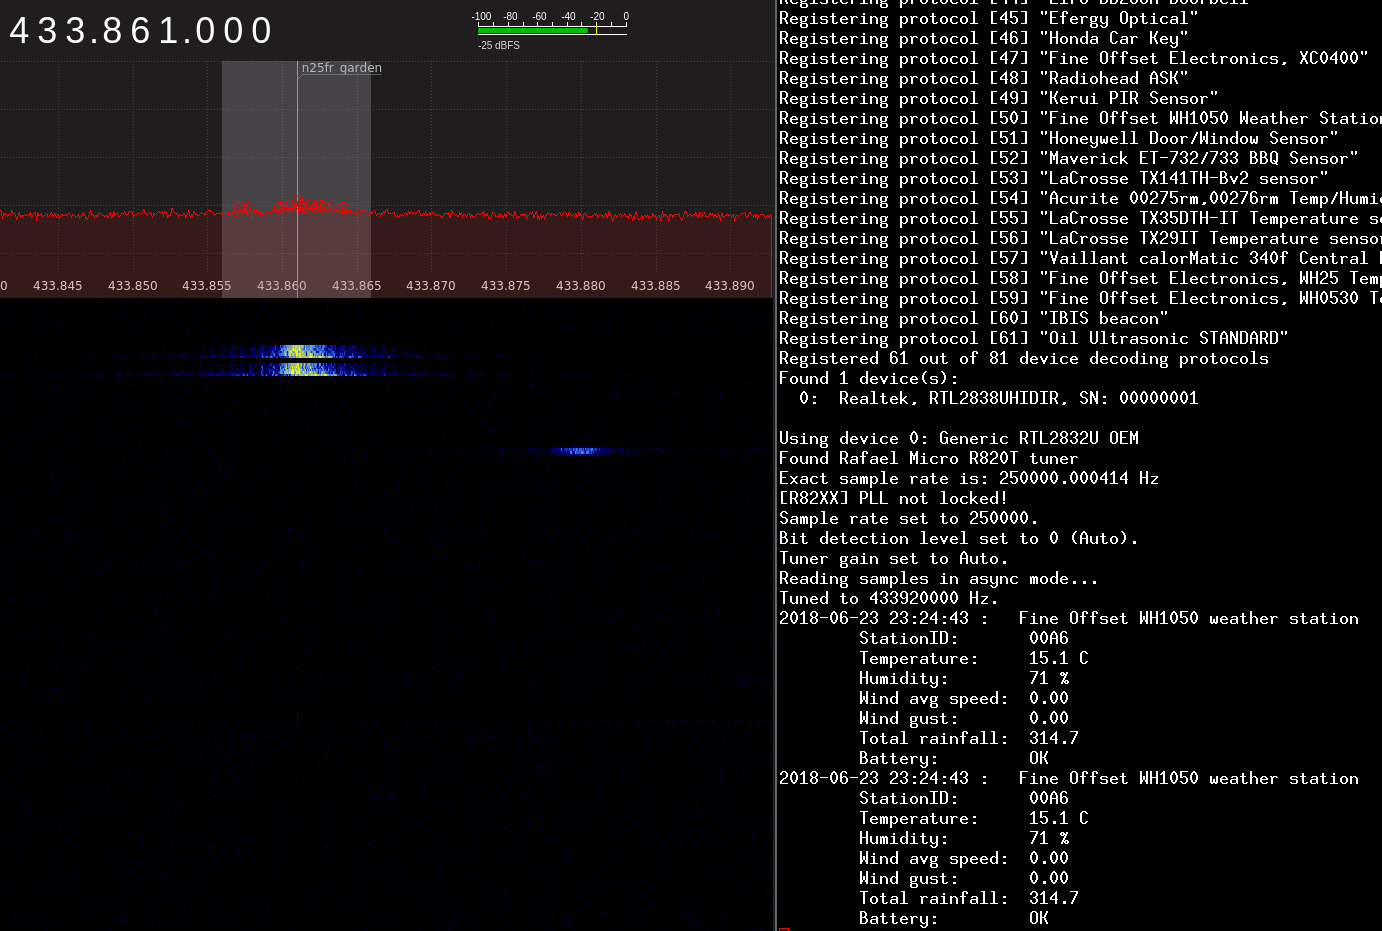 433.861.000
-100 -80 -60 -40 -20 0
-25 dBFS
n25fr garden
0 433.845 433.850 433.855 433.860 433.865 433.870 433.875 433.880 433.885 433.890
Registering protocol [45] "Efergy Optical"
Registering protocol [46] "Honda Car Key"
Registering protocol [47] "Fine Offset Electronics, XC0400"
Registering protocol [48] "Radiohead ASK"
Registering protocol [49] "Kerui PIR Sensor"
Registering protocol [50] "Fine Offset WH1050 Weather Station
Registering protocol [51] "Honeywell Door/Window Sensor"
Registering protocol [52] "Maverick ET-732/733 BBQ Sensor"
Registering protocol [53] "LaCrosse TX141TH-Bv2 sensor"
Registering protocol [54] "Acurite 00275rm,00276rm Temp/Humi
Registering protocol [55] "LaCrosse TX35DTH-IT Temperature s
Registering protocol [56] "LaCrosse TX29IT Temperature senso
Registering protocol [57] "Vaillant calorMatic 340f Central
Registering protocol [58] "Fine Offset Electronics, WH25 Tem
Registering protocol [59] "Fine Offset Electronics, WH0530 T
Registering protocol [60] "IBIS beacon"
Registering protocol [61] "Oil Ultrasonic STANDARD"
Registered 61 out of 81 device decoding protocols
Found 1 device(s):
0: Realtek, RTL2838UHIDIR, SN: 00000001
Using device 0: Generic RTL2832U OEM
Found Rafael Micro R820T tuner
Exact sample rate is: 250000.000414 Hz
[R82XX] PLL not locked!
Sample rate set to 250000.
Bit detection level set to 0 (Auto).
Tuner gain set to Auto.
Reading samples in async mode...
Tuned to 433920000 Hz.
2018-06-23 23:24:43 : Fine Offset WH1050 weather station
StationID: 00A6
Temperature: 15.1 C
Humidity: 71 %
Wind avg speed: 0.00
Wind gust: 0.00
Total rainfall: 314.7
Battery: OK
2018-06-23 23:24:43 : Fine Offset WH1050 weather station
StationID: 00A6
Temperature: 15.1 C
Humidity: 71 %
Wind avg speed: 0.00
Wind gust: 0.00
Total rainfall: 314.7
Battery: OK